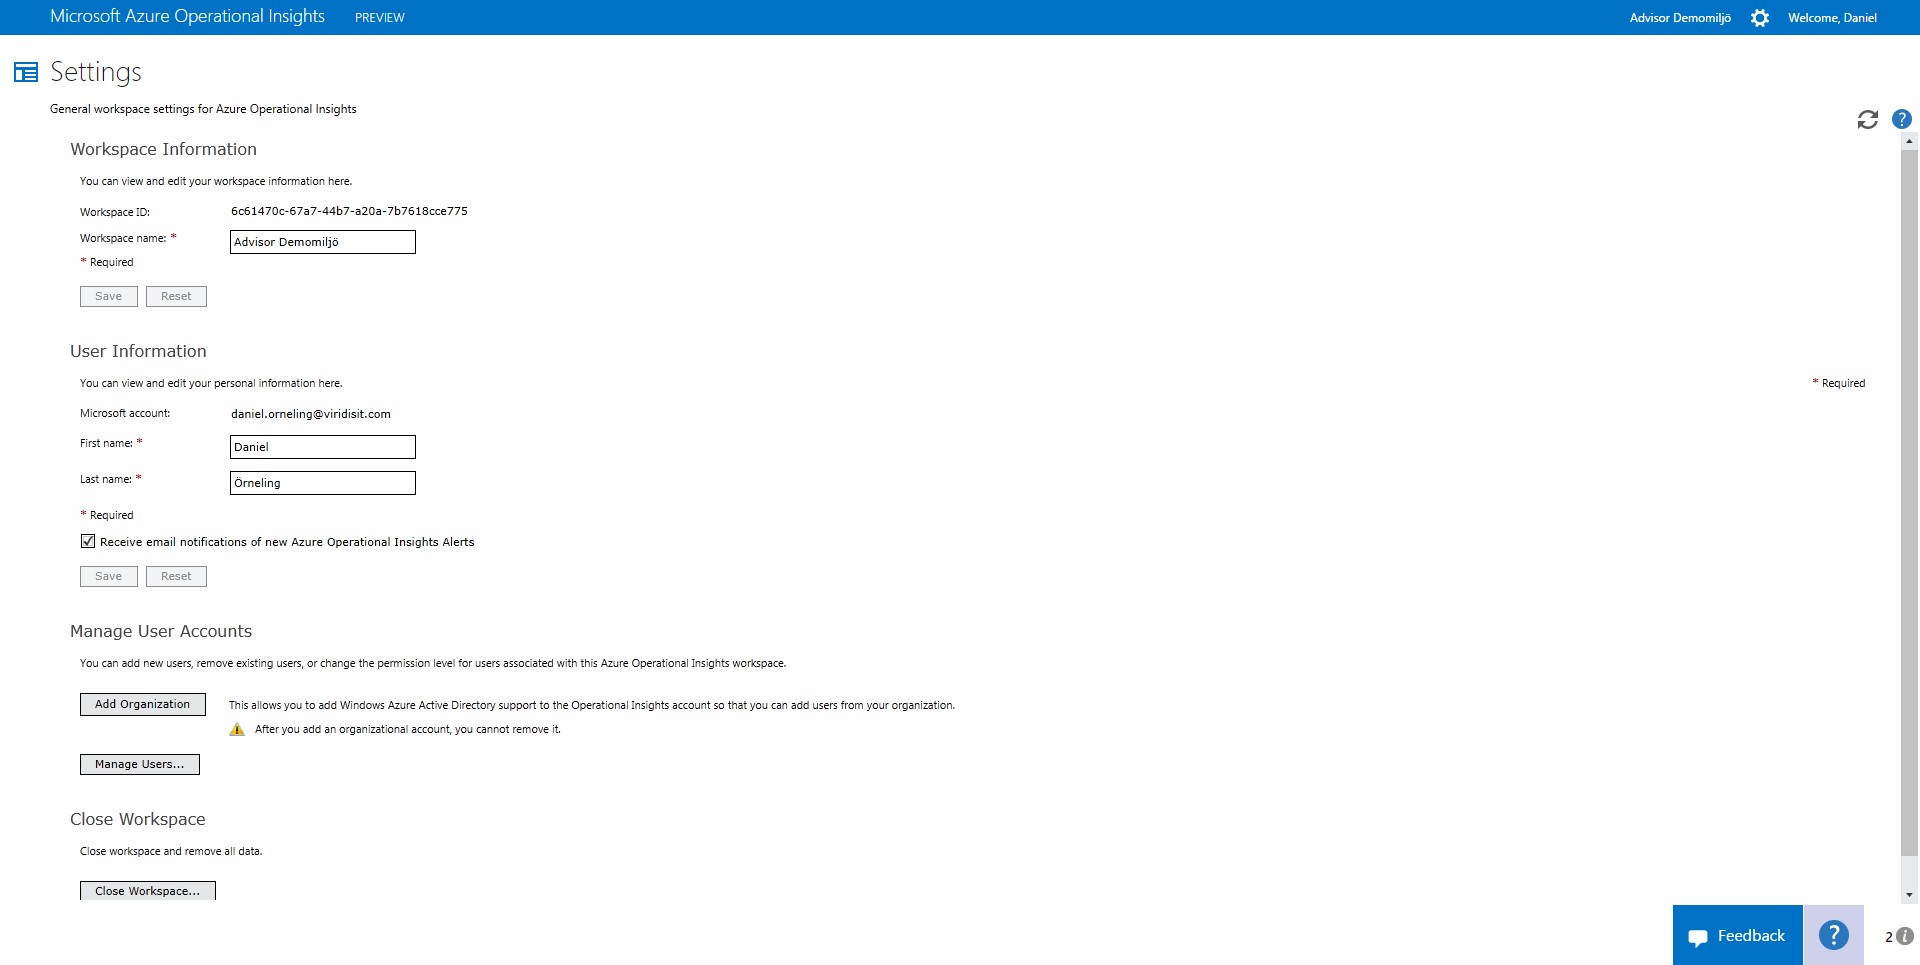 Microsoft Azure Operational Insights PREVIEW Advisor Demomiljö Welcome, Daniel
Settings
General workspace settings for Azure Operational Insights
?
Workspace Information
You can view and edit your workspace information here.
Workspace ID: 6c61470c-67a7-44b7-a20a-7b7618cce775
Workspace name: * Advisor Demomiljö
* Required
Save Reset
User Information
You can view and edit your personal information here. * Required
Microsoft account: daniel.orneling@viridisit.com
First name: * Daniel
Last name: * Örneling
* Required
Receive email notifications of new Azure Operational Insights Alerts
Save Reset
Manage User Accounts
You can add new users, remove existing users, or change the permission level for users associated with this Azure Operational Insights workspace.
Add Organization This allows you to add Windows Azure Active Directory support to the Operational Insights account so that you can add users from your organization.
After you add an organizational account, you cannot remove it.
Manage Users...
Close Workspace
Close workspace and remove all data.
Close Workspace...
Feedback ? 2 i